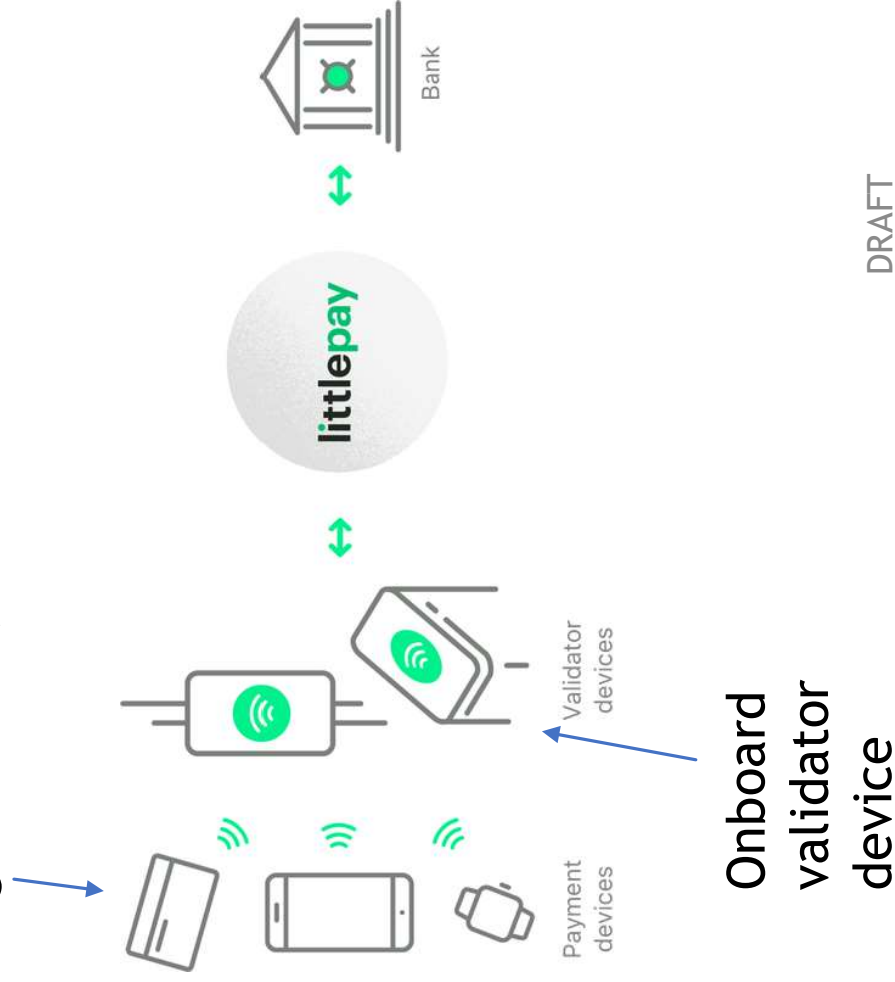 Payment
devices
Validator
devices
littlepay
Bank
Onboard
validator
device
DRAFT